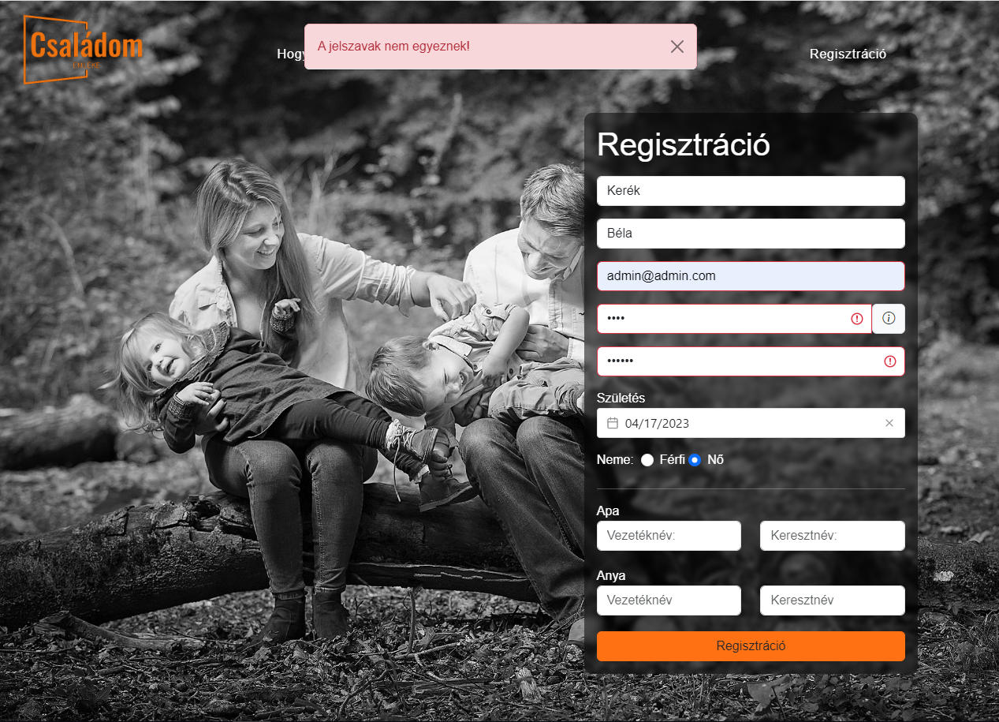 Családom
EMLÉKE
Hogy
A jelszavak nem egyeznek!
Regisztráció
Regisztráció
Kerék
Béla
admin@admin.com
••••
••••••
Születés
04/17/2023
Neme: Férfi Nő
Apa
Vezetéknév: Keresztnév:
Anya
Vezetéknév Keresztnév
Regisztráció